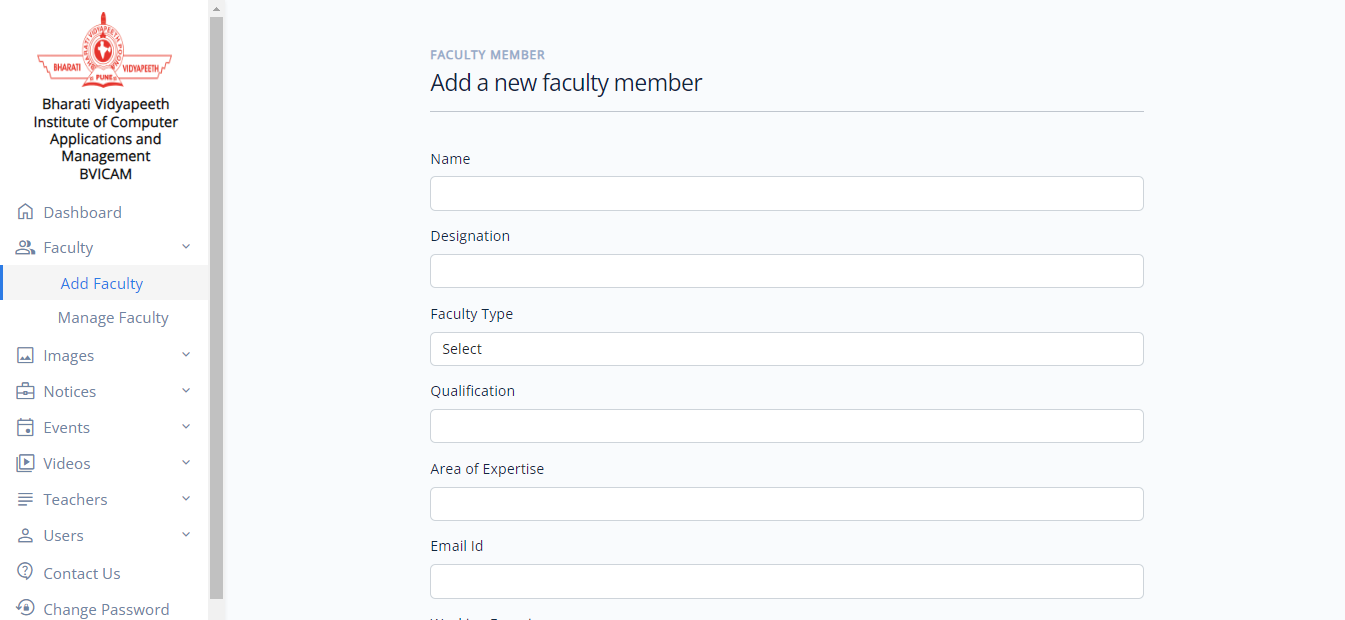 BHARATI VIDYAPEETH
PUNE
Bharati Vidyapeeth
Institute of Computer
Applications and
Management
BVICAM
Dashboard
Faculty
Add Faculty
Manage Faculty
Images
Notices
Events
Videos
Teachers
Users
Contact Us
Change Password
FACULTY MEMBER
Add a new faculty member
Name
Designation
Faculty Type
Select
Qualification
Area of Expertise
Email Id